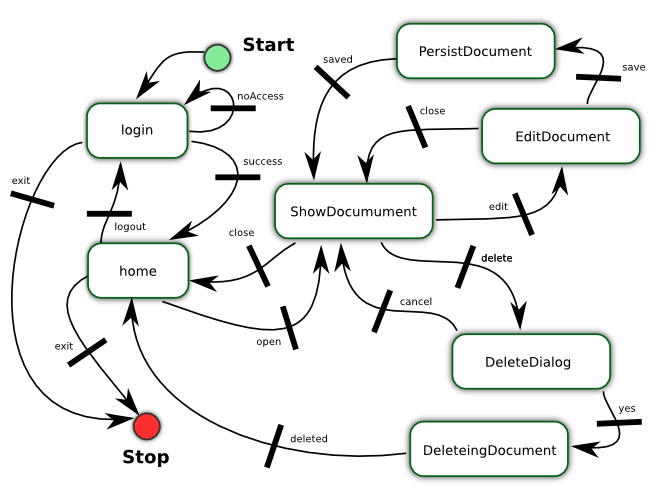 Start
PersistDocument
saved
save
noAccess
login
close
EditDocument
success
exit
ShowDocumument
edit
logout
close
home
delete
cancel
open
exit
DeleteDialog
yes
Stop
deleted
DeleteingDocument